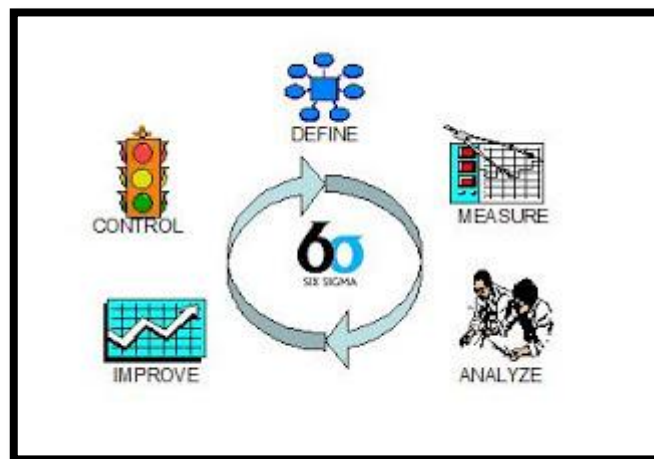 DEFINE
CONTROL
MEASURE
6σ
SIX SIGMA
IMPROVE
ANALYZE